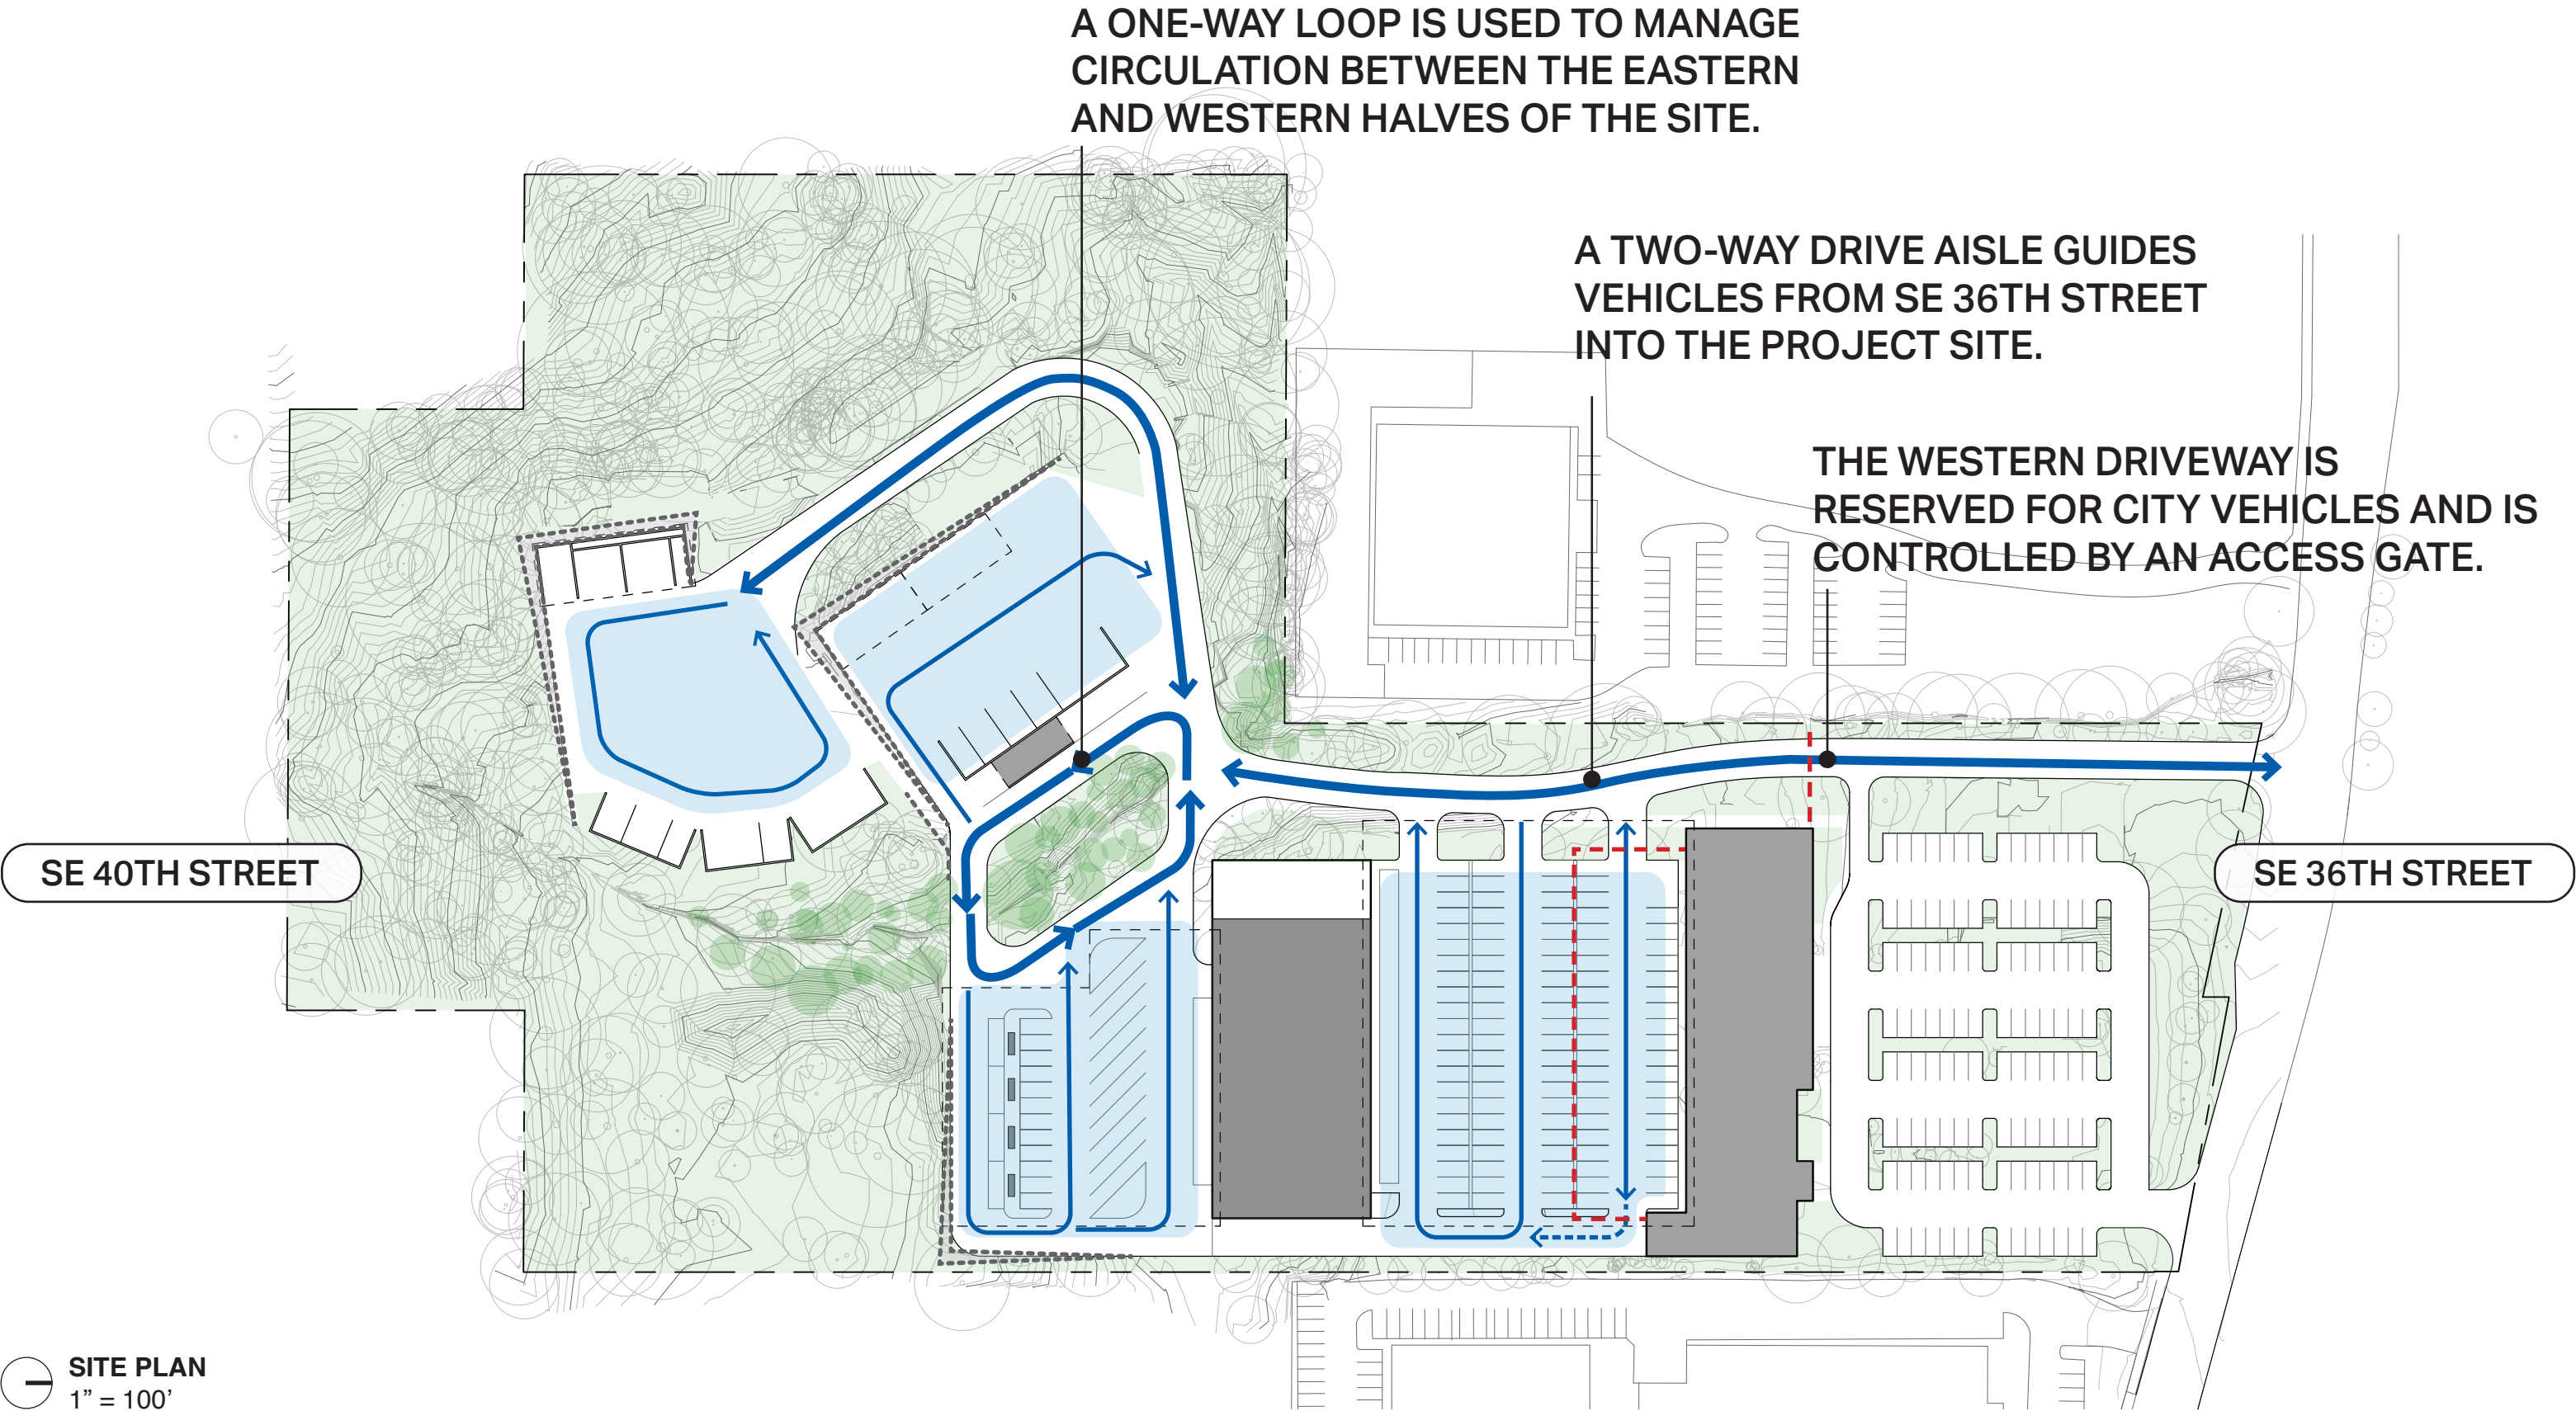 A ONE-WAY LOOP IS USED TO MANAGE
CIRCULATION BETWEEN THE EASTERN
AND WESTERN HALVES OF THE SITE.
A TWO-WAY DRIVE AISLE GUIDES
VEHICLES FROM SE 36TH STREET
INTO THE PROJECT SITE.
THE WESTERN DRIVEWAY IS
RESERVED FOR CITY VEHICLES AND IS
CONTROLLED BY AN ACCESS GATE.
SE 40TH STREET
SE 36TH STREET
SITE PLAN
1” = 100’